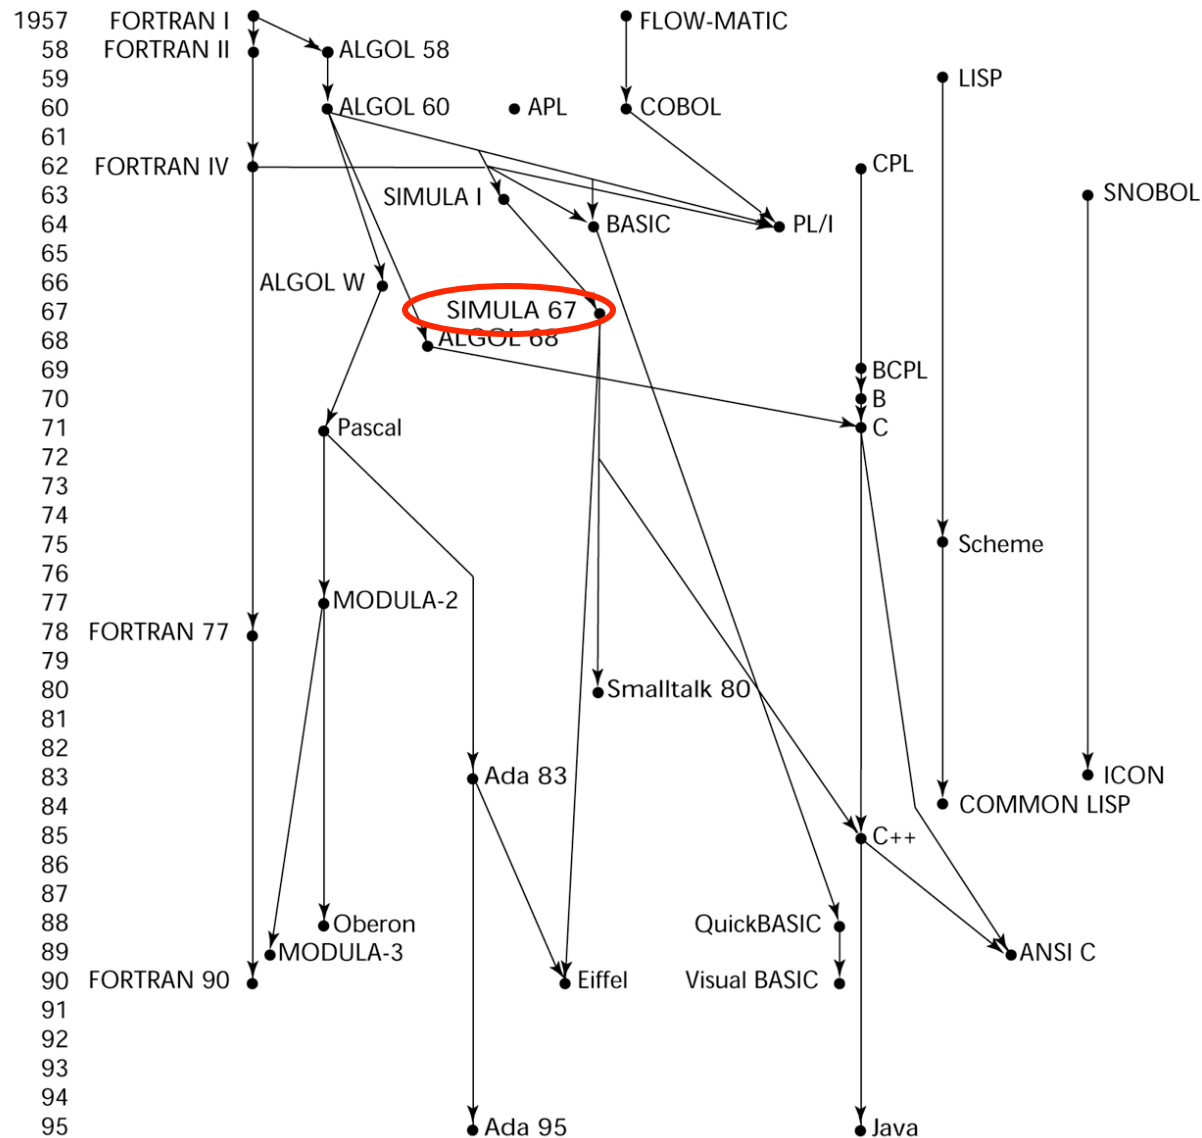 1957 FORTRAN I FLOW-MATIC
58 FORTRAN II ALGOL 58
59 LISP
60 ALGOL 60 APL COBOL
61
62 FORTRAN IV CPL
63 SIMULA I SNOBOL
64 BASIC PL/I
65
66 ALGOL W
67 SIMULA 67
68 ALGOL 68
69 BCPL
70 B
71 Pascal C
72
73
74
75 Scheme
76
77 MODULA-2
78 FORTRAN 77
79
80 Smalltalk 80
81
82
83 Ada 83 ICON
84 COMMON LISP
85 C++
86
87
88 Oberon QuickBASIC
89 MODULA-3 ANSI C
90 FORTRAN 90 Eiffel Visual BASIC
91
92
93
94
95 Ada 95 Java